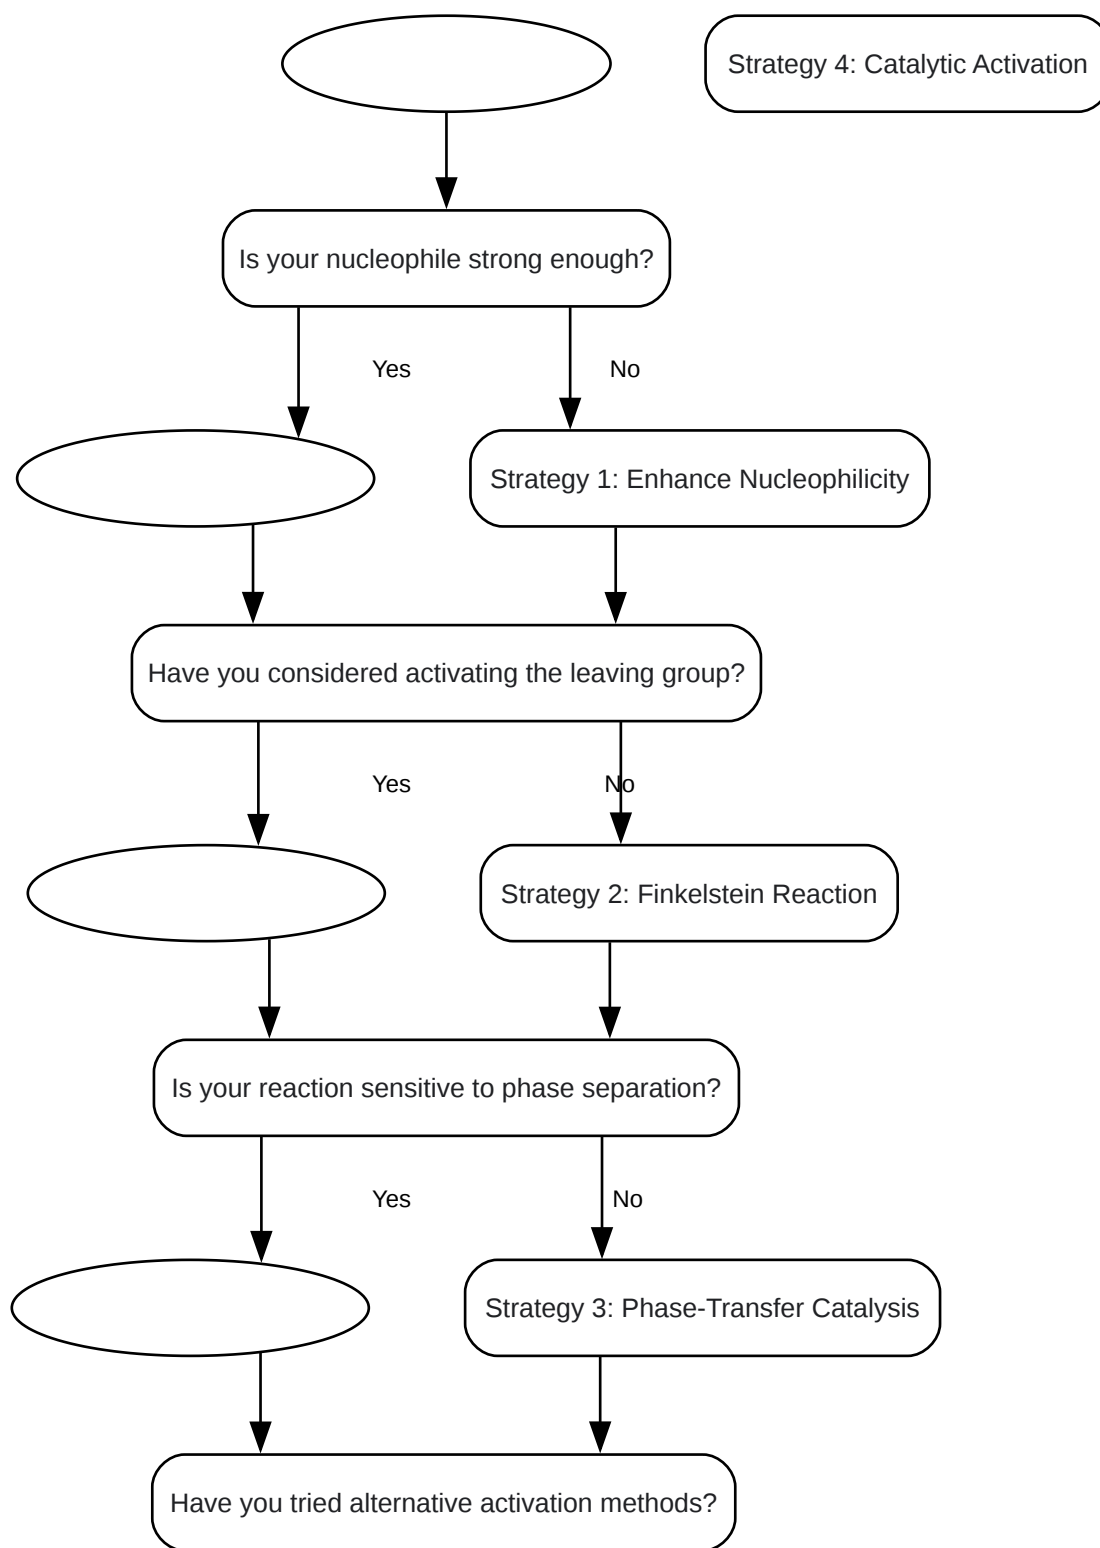 Strategy 4: Catalytic Activation
Is your nucleophile strong enough?
Yes
No
Strategy 1: Enhance Nucleophilicity
Have you considered activating the leaving group?
Yes
No
Strategy 2: Finkelstein Reaction
Is your reaction sensitive to phase separation?
Yes
No
Strategy 3: Phase-Transfer Catalysis
Have you tried alternative activation methods?